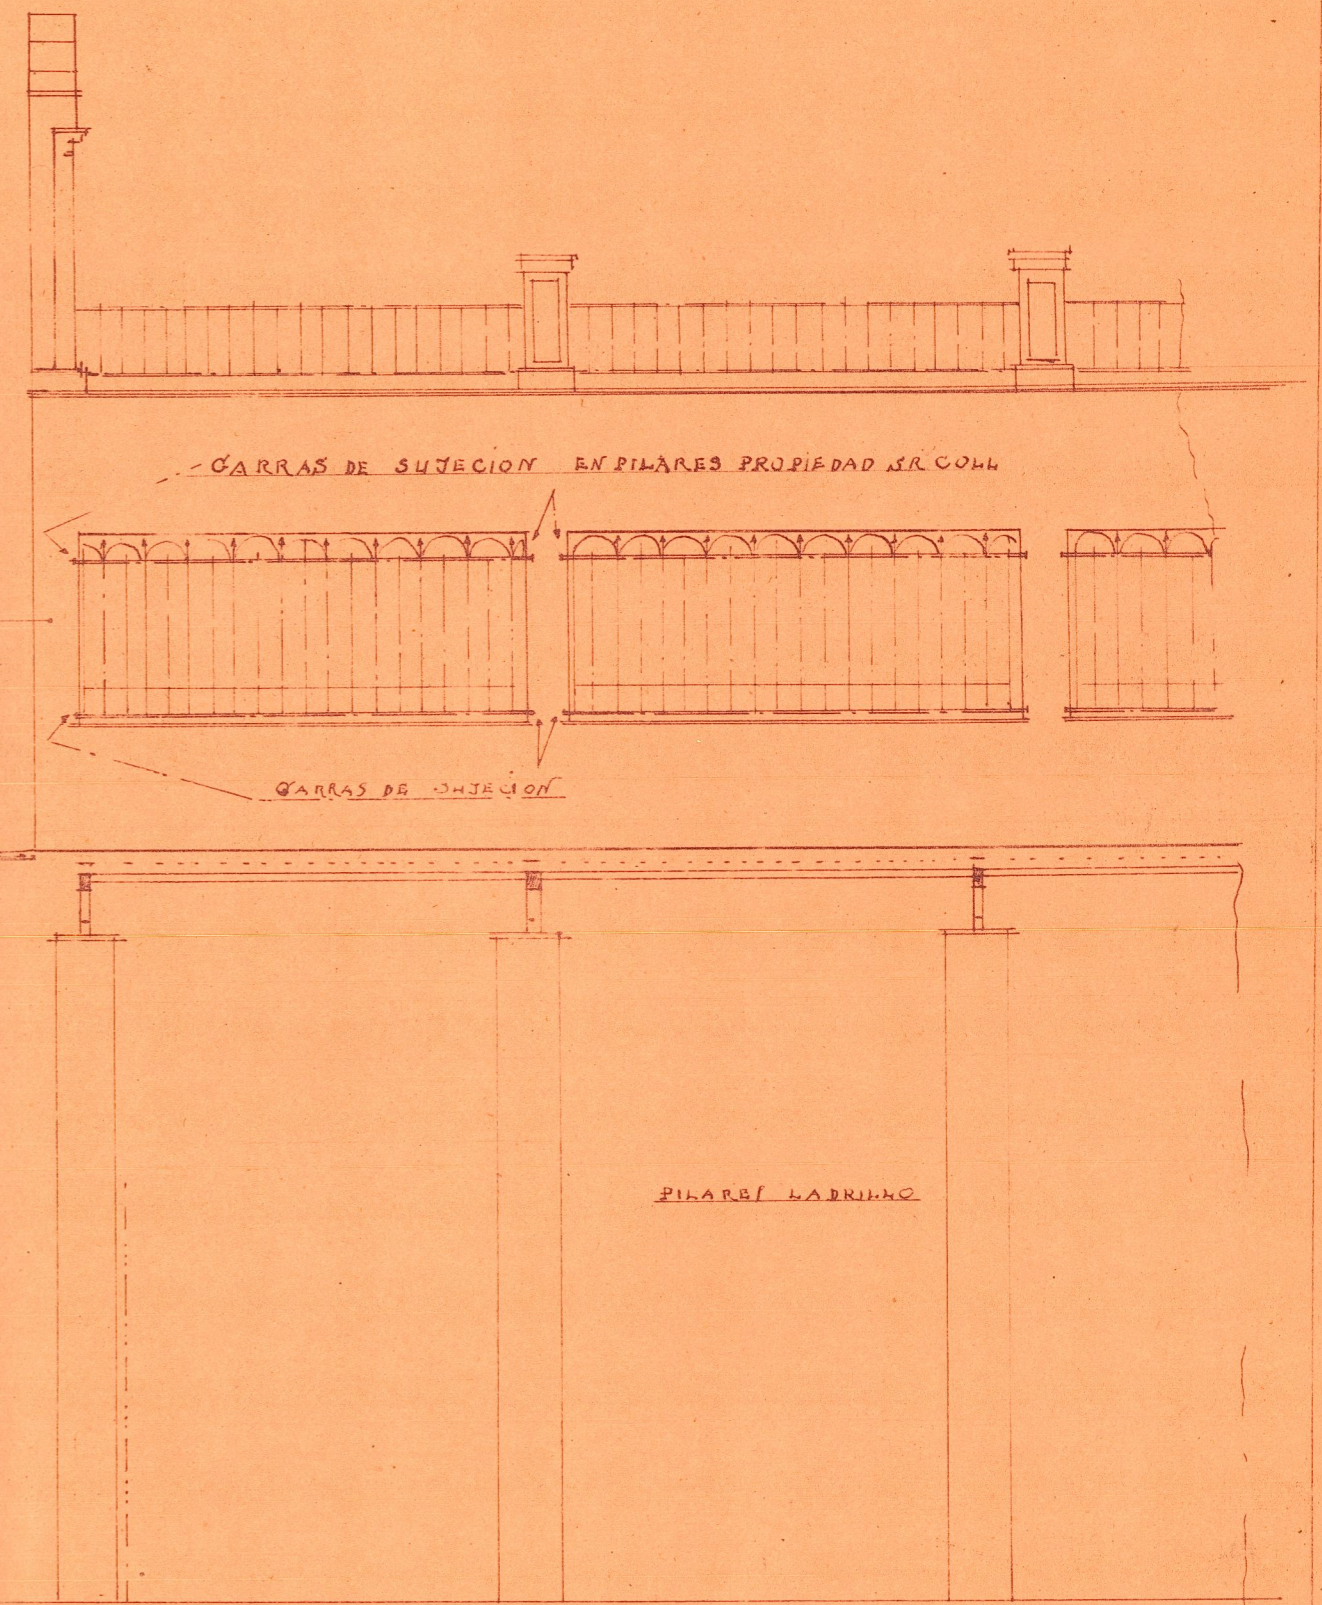 GARRAS DE SUJECION EN PILARES PROPIEDAD SR COLL
GARRAS DE SUJECION
PILARES LADRILLO